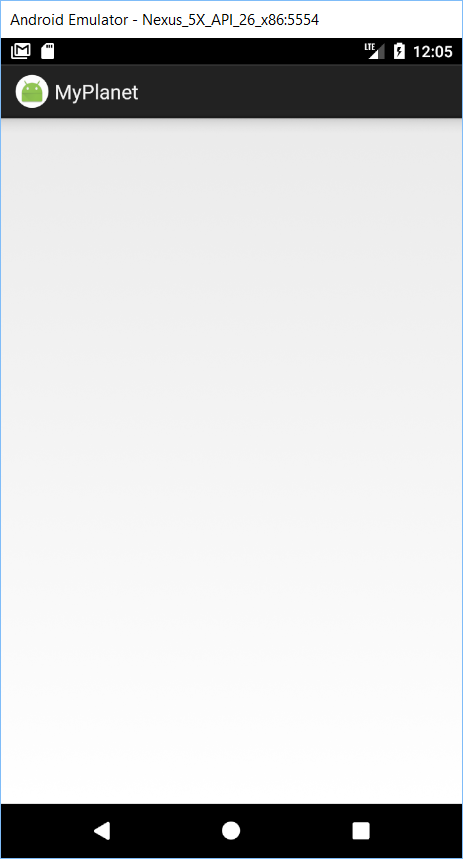 Android Emulator - Nexus_5X_API_26_x86:5554
LTE 12:05
MyPlanet